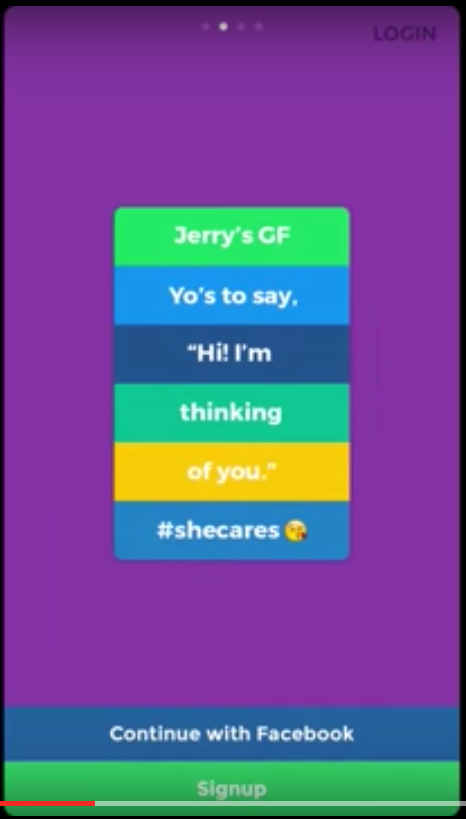 LOGIN
Jerry's GF
Yo's to say,
“Hi! I'm
thinking
of you.”
#shecares 😘
Continue with Facebook
Signup